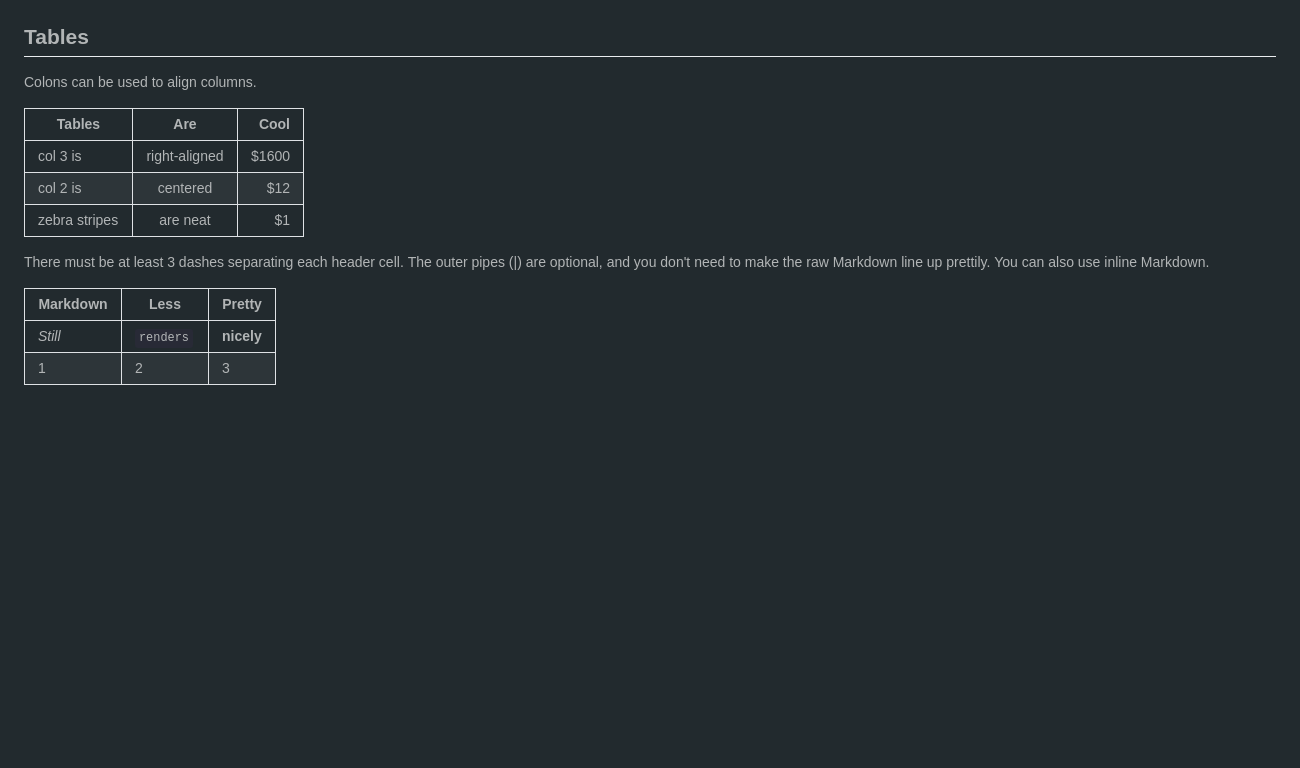 Tables
Colons can be used to align columns.
Tables Are Cool
col 3 is right-aligned $1600
col 2 is centered $12
zebra stripes are neat $1
There must be at least 3 dashes separating each header cell. The outer pipes (|) are optional, and you don't need to make the raw Markdown line up prettily. You can also use inline Markdown.
Markdown Less Pretty
Still renders nicely
1 2 3